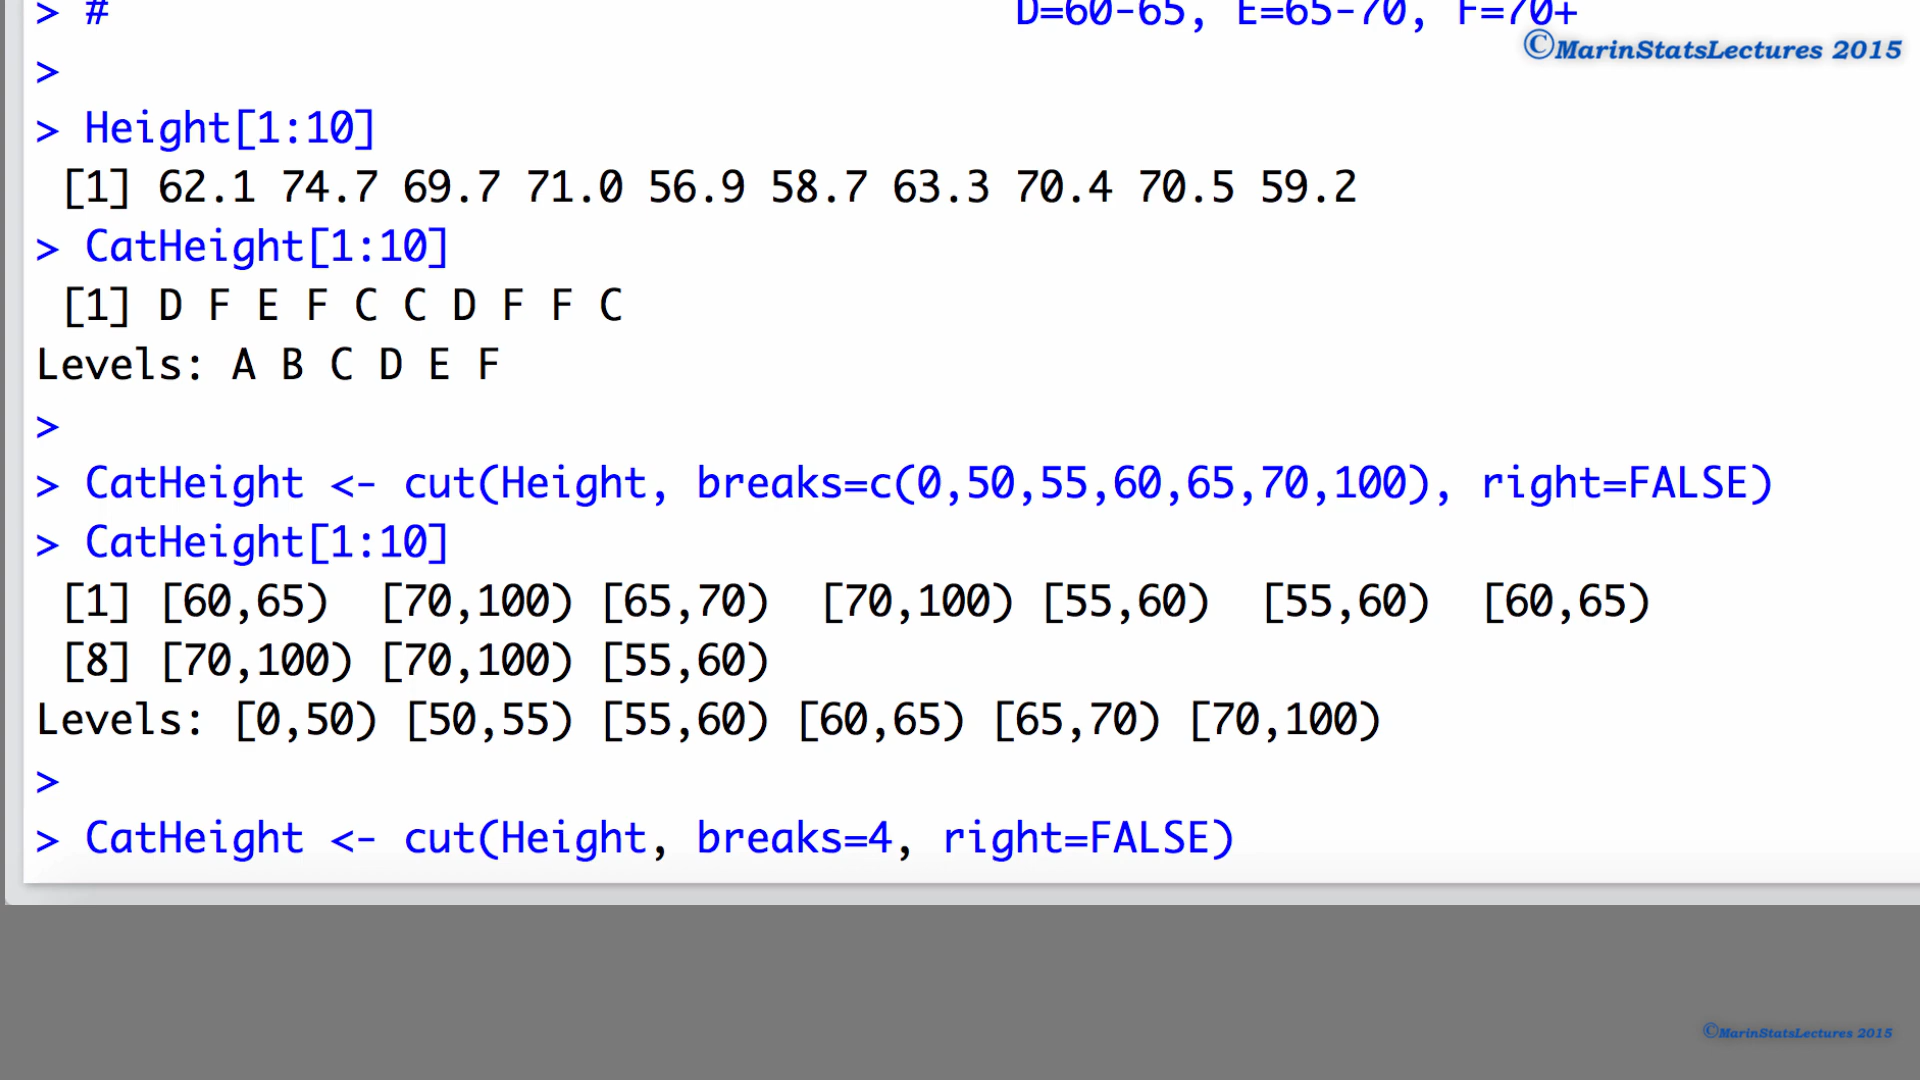 > # D=60-65, E=65-70, F=70+
©MarinStatsLectures 2015
>
> Height[1:10]
[1] 62.1 74.7 69.7 71.0 56.9 58.7 63.3 70.4 70.5 59.2
> CatHeight[1:10]
[1] D F E F C C D F F C
Levels: A B C D E F
>
> CatHeight <- cut(Height, breaks=c(0,50,55,60,65,70,100), right=FALSE)
> CatHeight[1:10]
[1] [60,65) [70,100) [65,70) [70,100) [55,60) [55,60) [60,65)
[8] [70,100) [70,100) [55,60)
Levels: [0,50) [50,55) [55,60) [60,65) [65,70) [70,100)
>
> CatHeight <- cut(Height, breaks=4, right=FALSE)
©MarinStatsLectures 2015